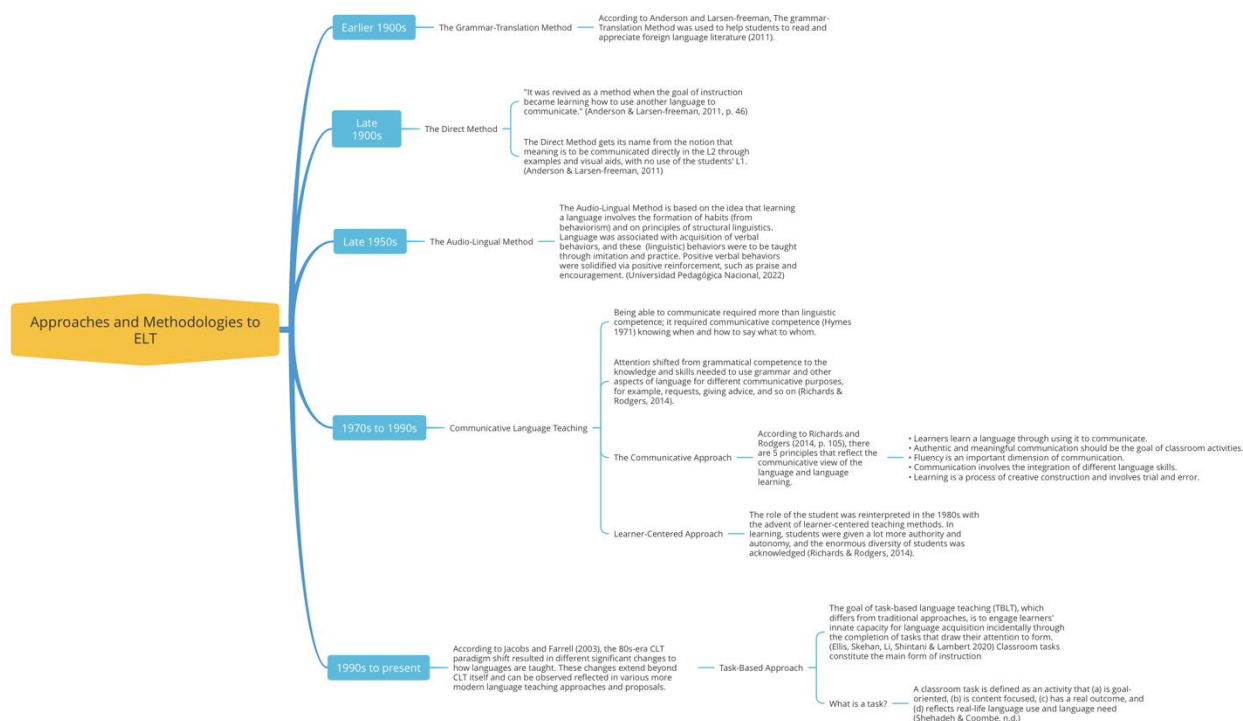 Approaches and Methodologies to
ELT
Earlier 1900s
The Grammar-Translation Method
According to Anderson and Larsen-freeman, The grammar-
Translation Method was used to help students to read and
appreciate foreign language literature (2011).
Late
1900s
The Direct Method
"It was revived as a method when the goal of instruction
became learning how to use another language to
communicate." (Anderson & Larsen-freeman, 2011, p. 46)
The Direct Method gets its name from the notion that
meaning is to be communicated directly in the L2 through
examples and visual aids, with no use of the students' L1.
(Anderson & Larsen-freeman, 2011)
Late 1950s
The Audio-Lingual Method
The Audio-Lingual Method is based on the idea that learning
a language involves the formation of habits (from
behaviorism) and on principles of structural linguistics.
Language was associated with acquisition of verbal
behaviors, and these (linguistic) behaviors were to be taught
through imitation and practice. Positive verbal behaviors
were solidified via positive reinforcement, such as praise and
encouragement. (Universidad Pedagógica Nacional, 2022)
1970s to 1990s
Communicative Language Teaching
Being able to communicate required more than linguistic
competence; it required communicative competence (Hymes
1971) knowing when and how to say what to whom.
Attention shifted from grammatical competence to the
knowledge and skills needed to use grammar and other
aspects of language for different communicative purposes,
for example, requests, giving advice, and so on (Richards &
Rodgers, 2014).
The Communicative Approach
According to Richards and
Rodgers (2014, p. 105), there
are 5 principles that reflect the
communicative view of the
language and language
learning.
• Learners learn a language through using it to communicate.
• Authentic and meaningful communication should be the goal of classroom activities.
• Fluency is an important dimension of communication.
• Communication involves the integration of different language skills.
• Learning is a process of creative construction and involves trial and error.
Learner-Centered Approach
The role of the student was reinterpreted in the 1980s with
the advent of learner-centered teaching methods. In
learning, students were given a lot more authority and
autonomy, and the enormous diversity of students was
acknowledged (Richards & Rodgers, 2014).
1990s to present
According to Jacobs and Farrell (2003), the 80s-era CLT
paradigm shift resulted in different significant changes to
how languages are taught. These changes extend beyond
CLT itself and can be observed reflected in various more
modern language teaching approaches and proposals.
Task-Based Approach
The goal of task-based language teaching (TBLT), which
differs from traditional approaches, is to engage learners'
innate capacity for language acquisition incidentally through
the completion of tasks that draw their attention to form.
(Ellis, Skehan, Li, Shintani & Lambert 2020) Classroom tasks
constitute the main form of instruction
What is a task?
A classroom task is defined as an activity that (a) is goal-
oriented, (b) is content focused, (c) has a real outcome, and
(d) reflects real-life language use and language need
(Shehadeh & Coombe, n.d.)